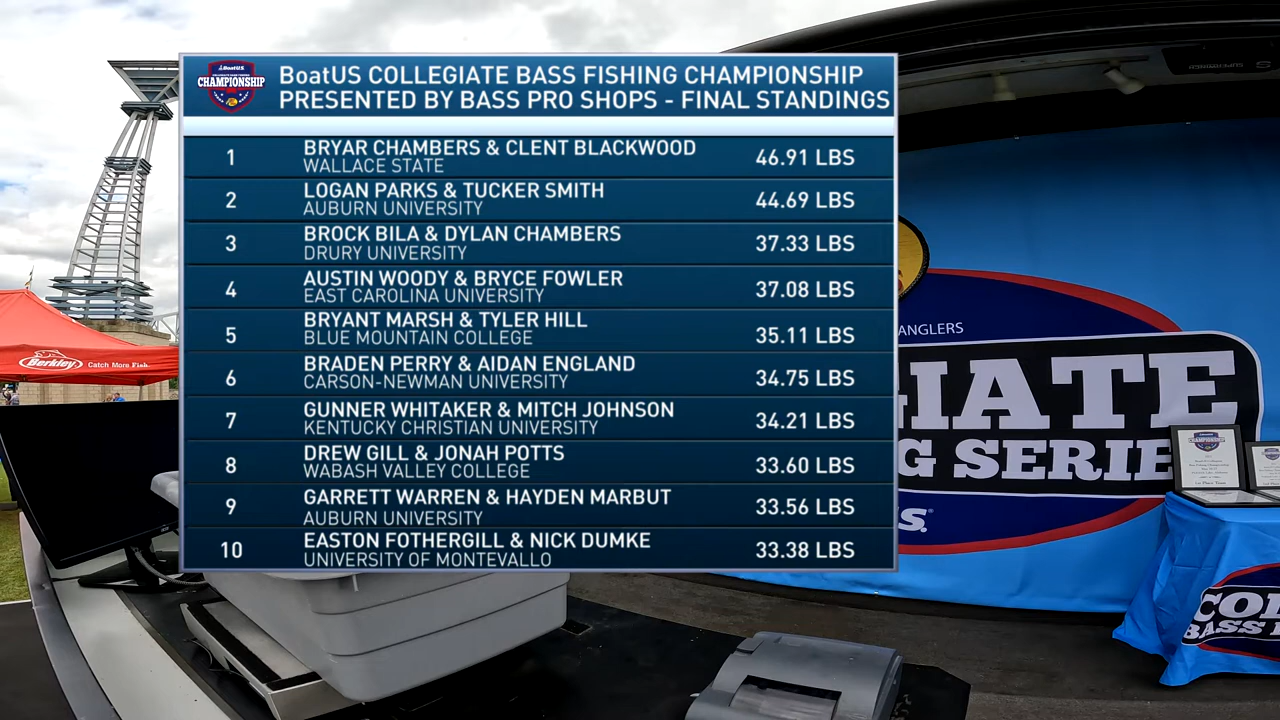 BoatUS
CHAMPIONSHIP
BoatUS COLLEGIATE BASS FISHING CHAMPIONSHIP
PRESENTED BY BASS PRO SHOPS - FINAL STANDINGS
1 BRYAR CHAMBERS & CLENT BLACKWOOD 46.91 LBS
WALLACE STATE
2 LOGAN PARKS & TUCKER SMITH 44.69 LBS
AUBURN UNIVERSITY
3 BROCK BILA & DYLAN CHAMBERS 37.33 LBS
DRURY UNIVERSITY
4 AUSTIN WOODY & BRYCE FOWLER 37.08 LBS
EAST CAROLINA UNIVERSITY
5 BRYANT MARSH & TYLER HILL 35.11 LBS
BLUE MOUNTAIN COLLEGE
6 BRADEN PERRY & AIDAN ENGLAND 34.75 LBS
CARSON-NEWMAN UNIVERSITY
7 GUNNER WHITAKER & MITCH JOHNSON 34.21 LBS
KENTUCKY CHRISTIAN UNIVERSITY
8 DREW GILL & JONAH POTTS 33.60 LBS
WABASH VALLEY COLLEGE
9 GARRETT WARREN & HAYDEN MARBUT 33.56 LBS
AUBURN UNIVERSITY
10 EASTON FOTHERGILL & NICK DUMKE 33.38 LBS
UNIVERSITY OF MONTEVALLO
Berkley Catch More Fish.
ANGLERS
IATE
G SERIE
S.
CHAMPIONSHIP
COL
BASS F